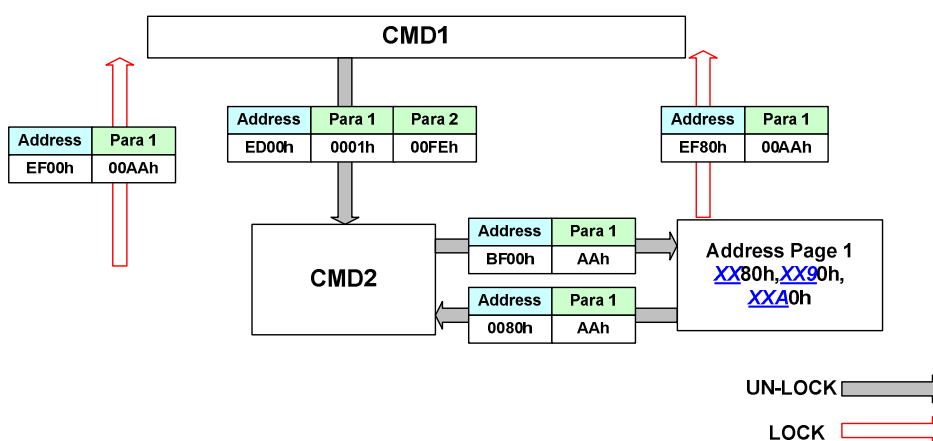 CMD1
Address Para 1
EF00h 00AAh
Address Para 1 Para 2
ED00h 0001h 00FEh
Address Para 1
EF80h 00AAh
CMD2
Address Para 1
BF00h AAh
Address Para 1
0080h AAh
Address Page 1
XX80h,XX90h,
XXA0h
UN-LOCK
LOCK